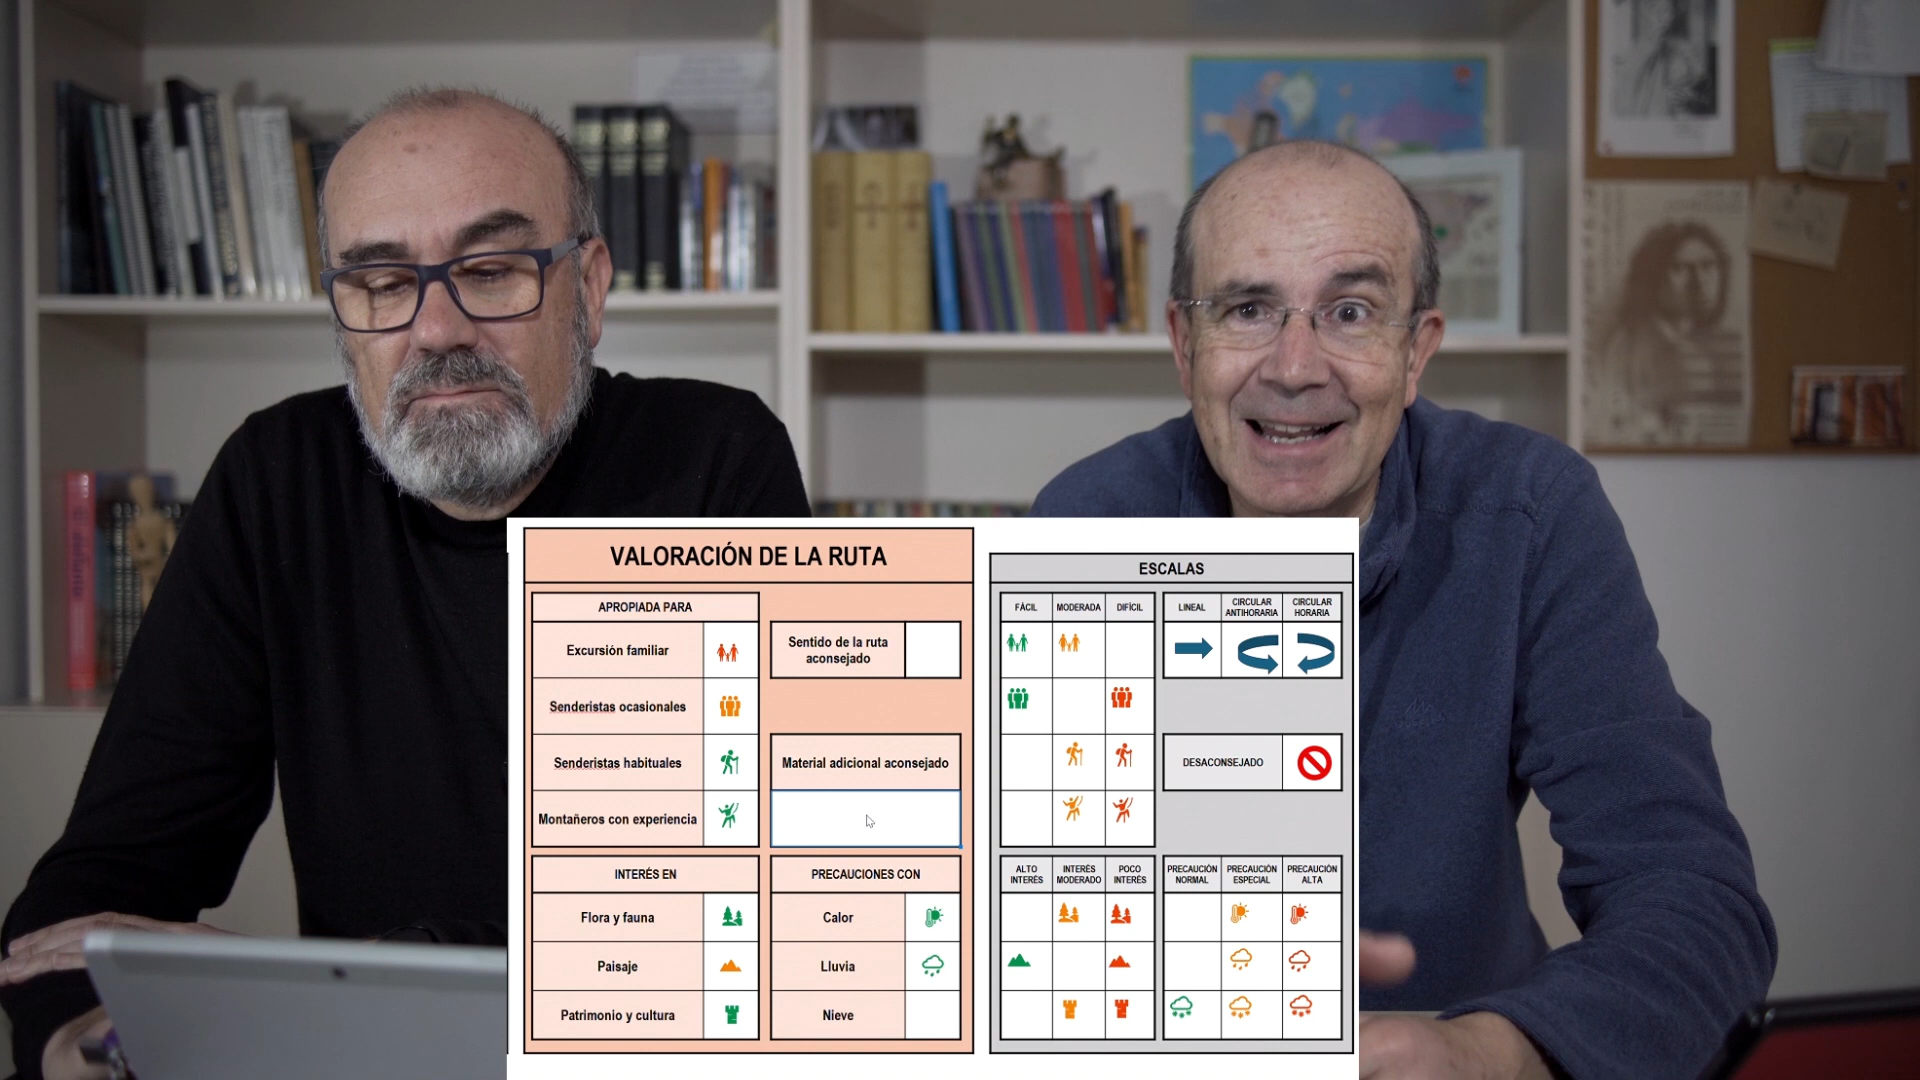 VALORACIÓN DE LA RUTA
APROPIADA PARA
Excursión familiar
Senderistas ocasionales
Senderistas habituales
Montañeros con experiencia
Sentido de la ruta
aconsejado
Material adicional aconsejado
INTERÉS EN
Flora y fauna
Paisaje
Patrimonio y cultura
PRECAUCIONES CON
Calor
Lluvia
Nieve
ESCALAS
FÁCIL
MODERADA
DIFÍCIL
LINEAL
CIRCULAR
ANTIHORARIA
CIRCULAR
HORARIA
DESACONSEJADO
ALTO
INTERÉS
INTERÉS
MODERADO
POCO
INTERÉS
PRECAUCIÓN
NORMAL
PRECAUCIÓN
ESPECIAL
PRECAUCIÓN
ALTA